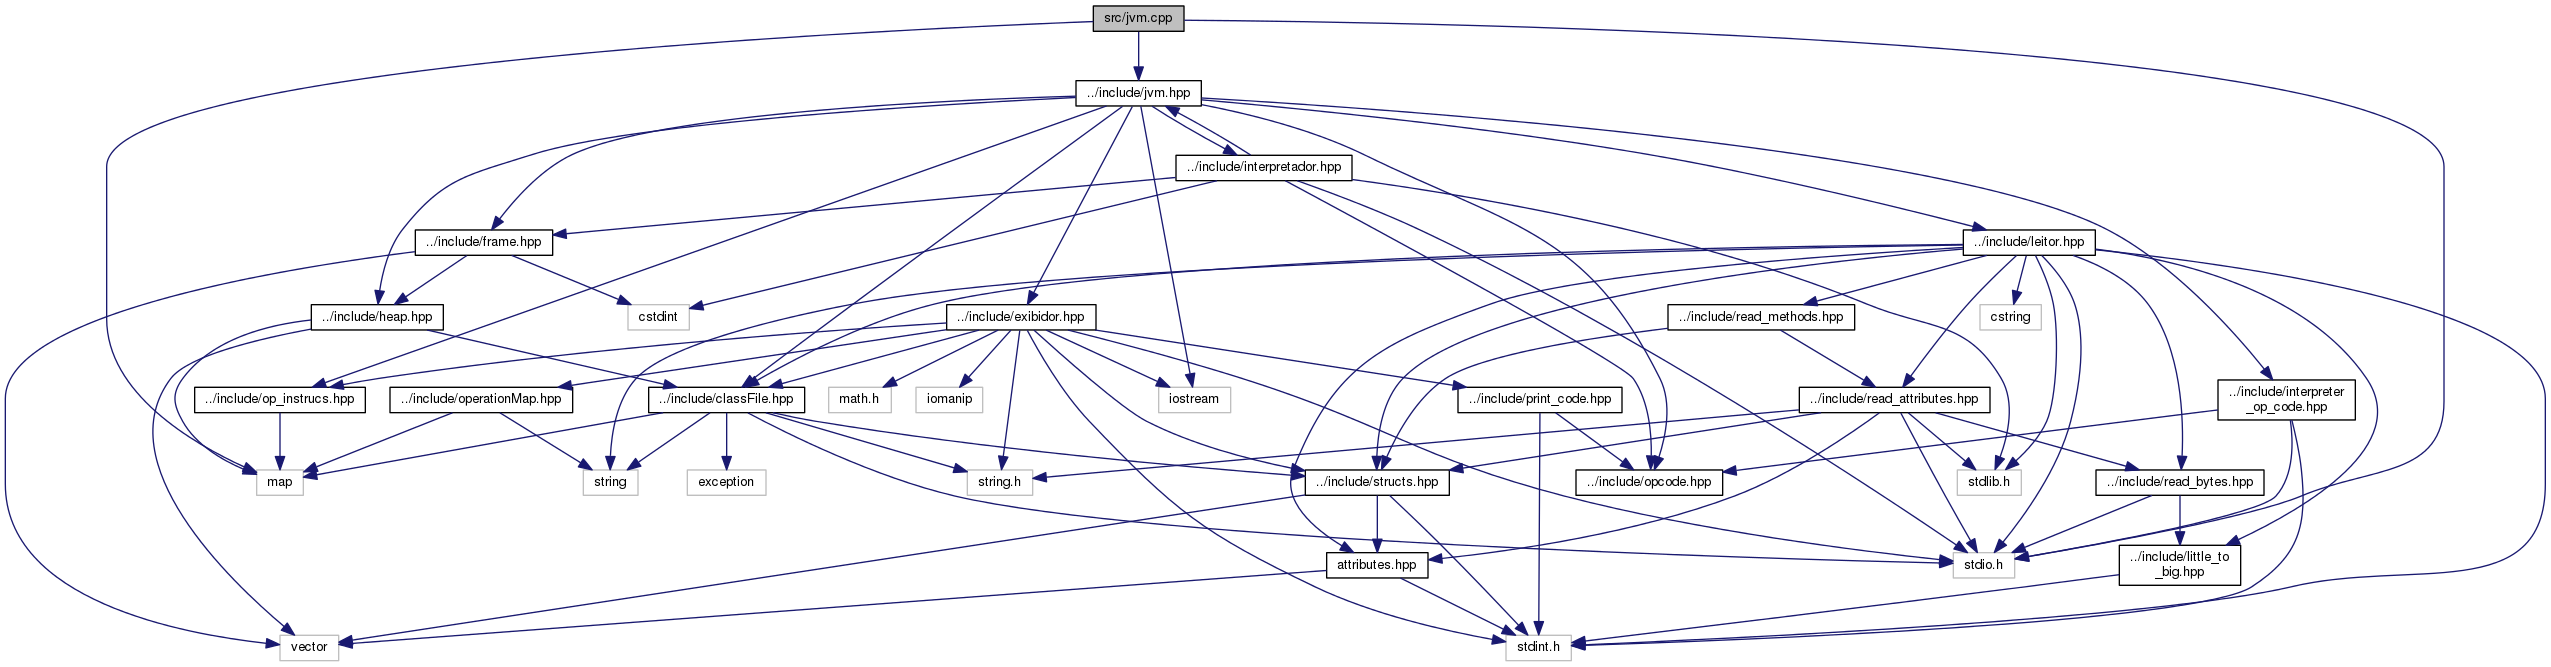 src/jvm.cpp
../include/jvm.hpp
../include/interpretador.hpp
../include/frame.hpp
../include/leitor.hpp
../include/heap.hpp
cstdint
../include/exibidor.hpp
../include/read_methods.hpp
cstring
../include/op_instrucs.hpp
../include/operationMap.hpp
../include/classFile.hpp
math.h
iomanip
iostream
../include/print_code.hpp
../include/read_attributes.hpp
../include/interpreter
_op_code.hpp
map
string
exception
string.h
../include/structs.hpp
../include/opcode.hpp
stdlib.h
../include/read_bytes.hpp
attributes.hpp
stdio.h
../include/little_to
_big.hpp
vector
stdint.h